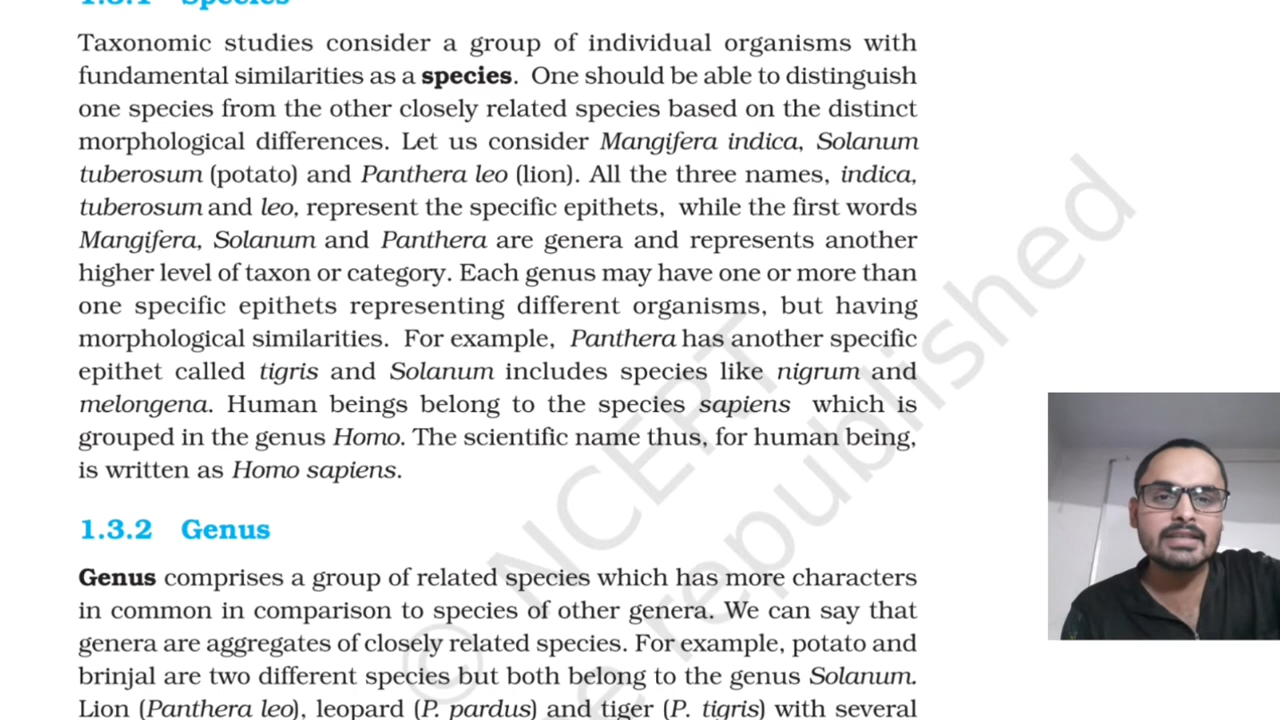 1.3.1 Species
Taxonomic studies consider a group of individual organisms with
fundamental similarities as a species. One should be able to distinguish
one species from the other closely related species based on the distinct
morphological differences. Let us consider Mangifera indica, Solanum
tuberosum (potato) and Panthera leo (lion). All the three names, indica,
tuberosum and leo, represent the specific epithets, while the first words
Mangifera, Solanum and Panthera are genera and represents another
higher level of taxon or category. Each genus may have one or more than
one specific epithets representing different organisms, but having
morphological similarities. For example, Panthera has another specific
epithet called tigris and Solanum includes species like nigrum and
melongena. Human beings belong to the species sapiens which is
grouped in the genus Homo. The scientific name thus, for human being,
is written as Homo sapiens.
1.3.2 Genus
Genus comprises a group of related species which has more characters
in common in comparison to species of other genera. We can say that
genera are aggregates of closely related species. For example, potato and
brinjal are two different species but both belong to the genus Solanum.
Lion (Panthera leo), leopard (P. pardus) and tiger (P. tigris) with several
© NCERT
e republished